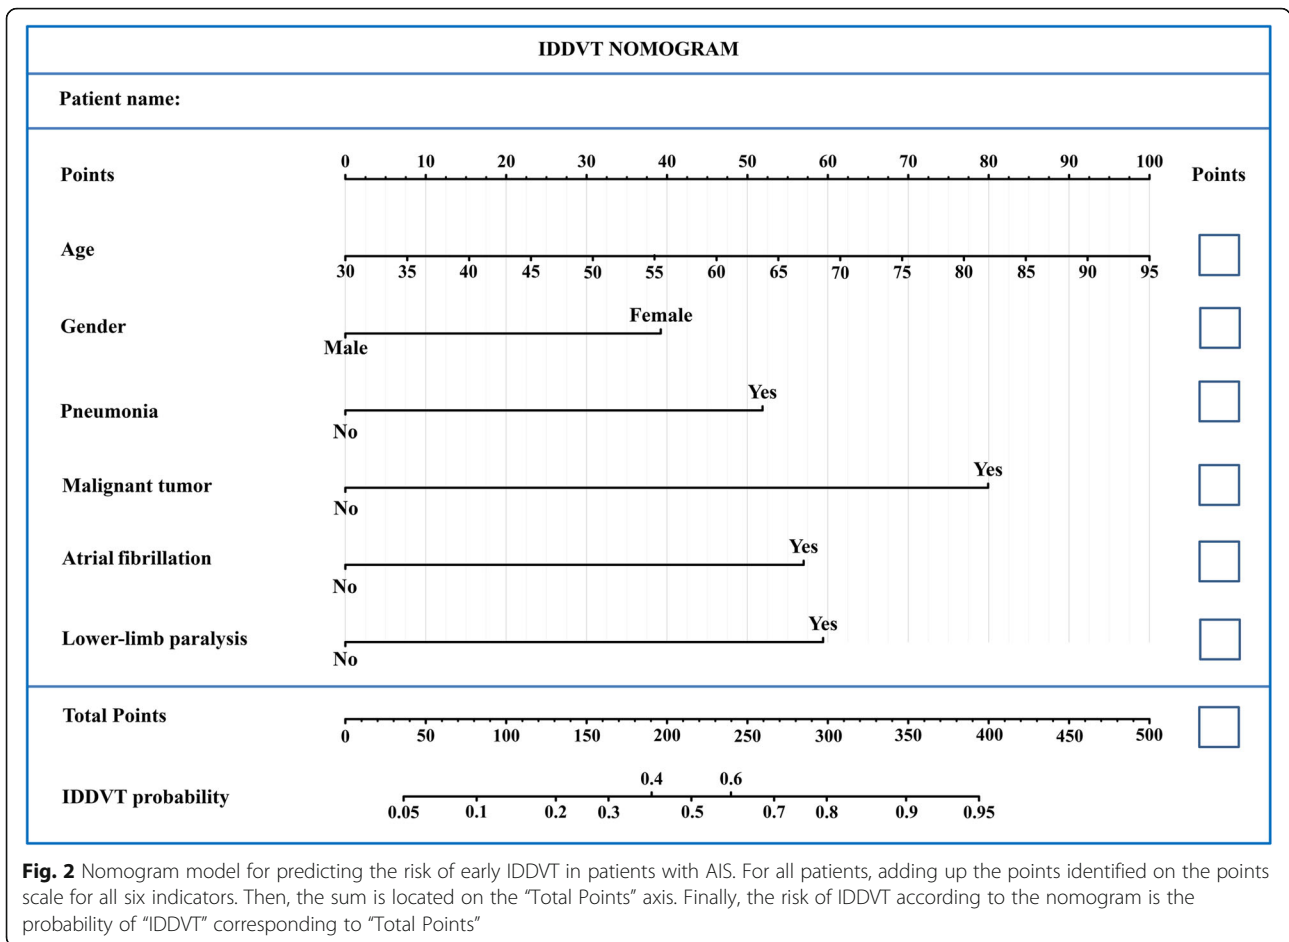 IDDVT NOMOGRAM
Patient name:
Points
0 10 20 30 40 50 60 70 80 90 100
Points
Age
30 35 40 45 50 55 60 65 70 75 80 85 90 95
Gender
Female
Male
Pneumonia
Yes
No
Malignant tumor
Yes
No
Atrial fibrillation
Yes
No
Lower-limb paralysis
Yes
No
Total Points
0 50 100 150 200 250 300 350 400 450 500
0.4 0.6
IDDVT probability
0.05 0.1 0.2 0.3 0.5 0.7 0.8 0.9 0.95
Fig. 2 Nomogram model for predicting the risk of early IDDVT in patients with AIS. For all patients, adding up the points identified on the points
scale for all six indicators. Then, the sum is located on the “Total Points” axis. Finally, the risk of IDDVT according to the nomogram is the
probability of “IDDVT” corresponding to “Total Points”